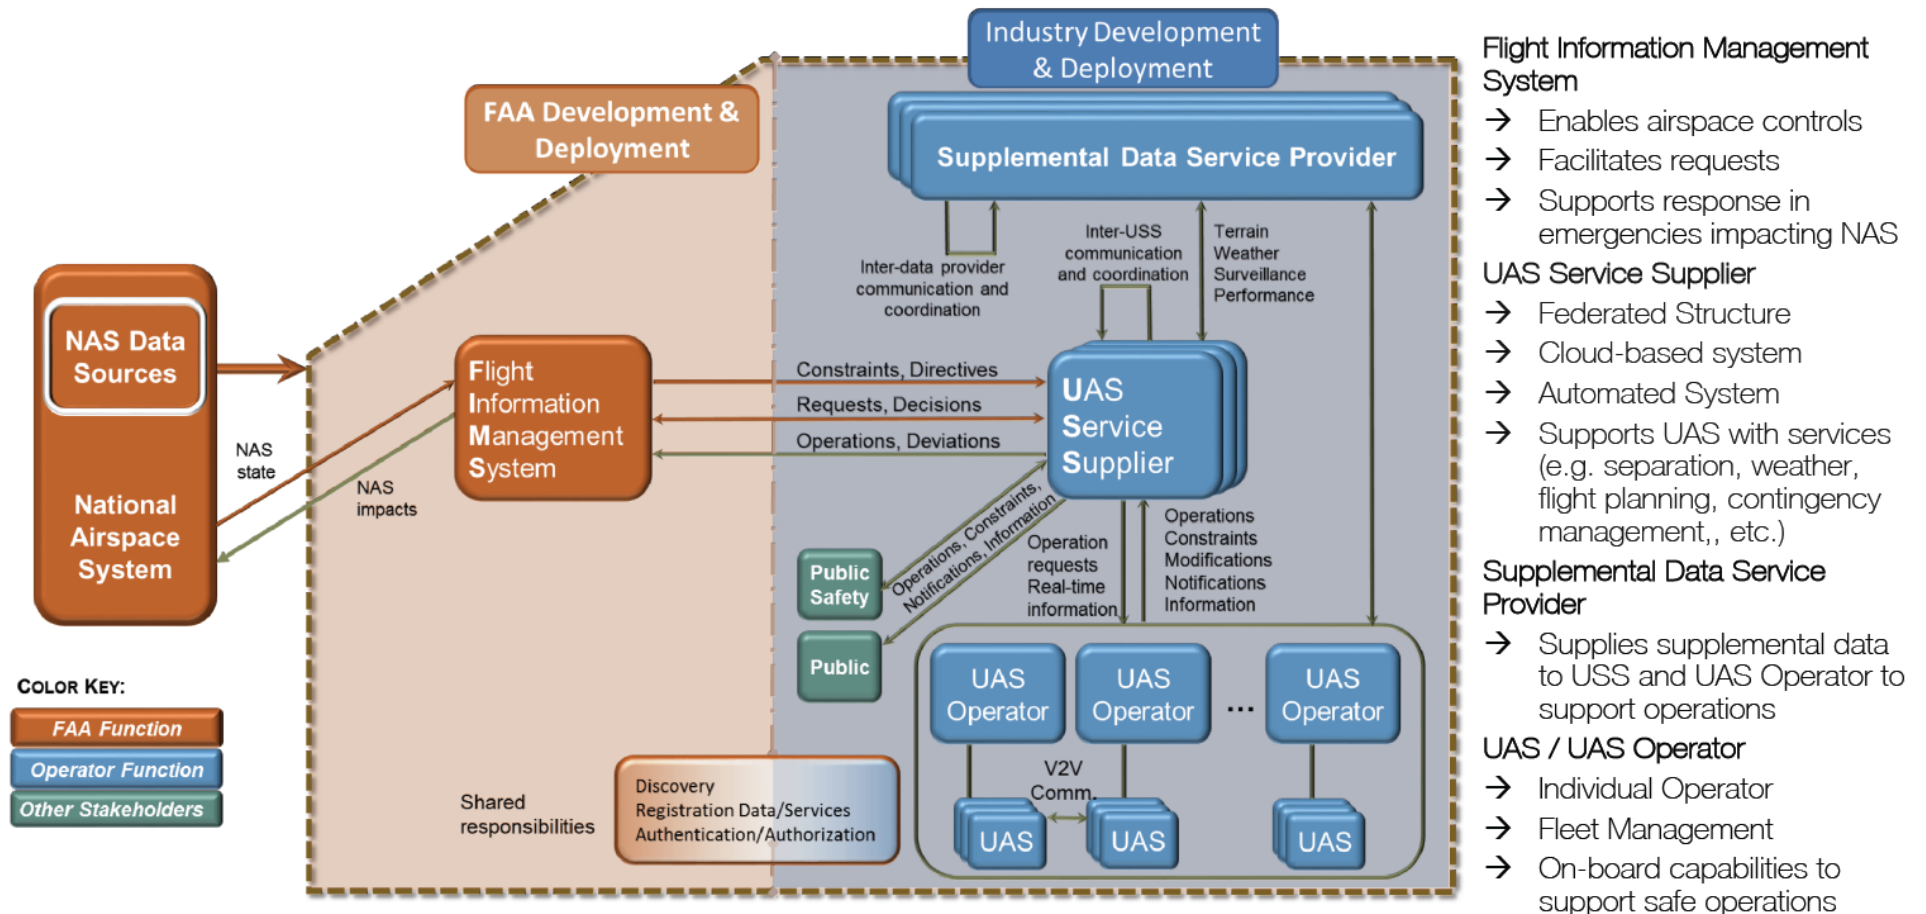 Industry Development
& Deployment
FAA Development &
Deployment
Supplemental Data Service Provider
Inter-data provider
communication and
coordination
Inter-USS
communication
and coordination
Terrain
Weather
Surveillance
Performance
NAS Data
Sources
National
Airspace
System
NAS
state
NAS
impacts
Flight
Information
Management
System
Constraints, Directives
Requests, Decisions
Operations, Deviations
UAS
Service
Supplier
Operations, Constraints,
Notifications, Information
Public
Safety
Public
Operation
requests
Real-time
information
Operations
Constraints
Modifications
Notifications
Information
UAS
Operator
UAS
Operator
...
UAS
Operator
V2V
Comm.
UAS
UAS
UAS
Shared
responsibilities
Discovery
Registration Data/Services
Authentication/Authorization
COLOR KEY:
FAA Function
Operator Function
Other Stakeholders
Flight Information Management
System
→ Enables airspace controls
→ Facilitates requests
→ Supports response in
emergencies impacting NAS
UAS Service Supplier
→ Federated Structure
→ Cloud-based system
→ Automated System
→ Supports UAS with services
(e.g. separation, weather,
flight planning, contingency
management,, etc.)
Supplemental Data Service
Provider
→ Supplies supplemental data
to USS and UAS Operator to
support operations
UAS / UAS Operator
→ Individual Operator
→ Fleet Management
→ On-board capabilities to
support safe operations